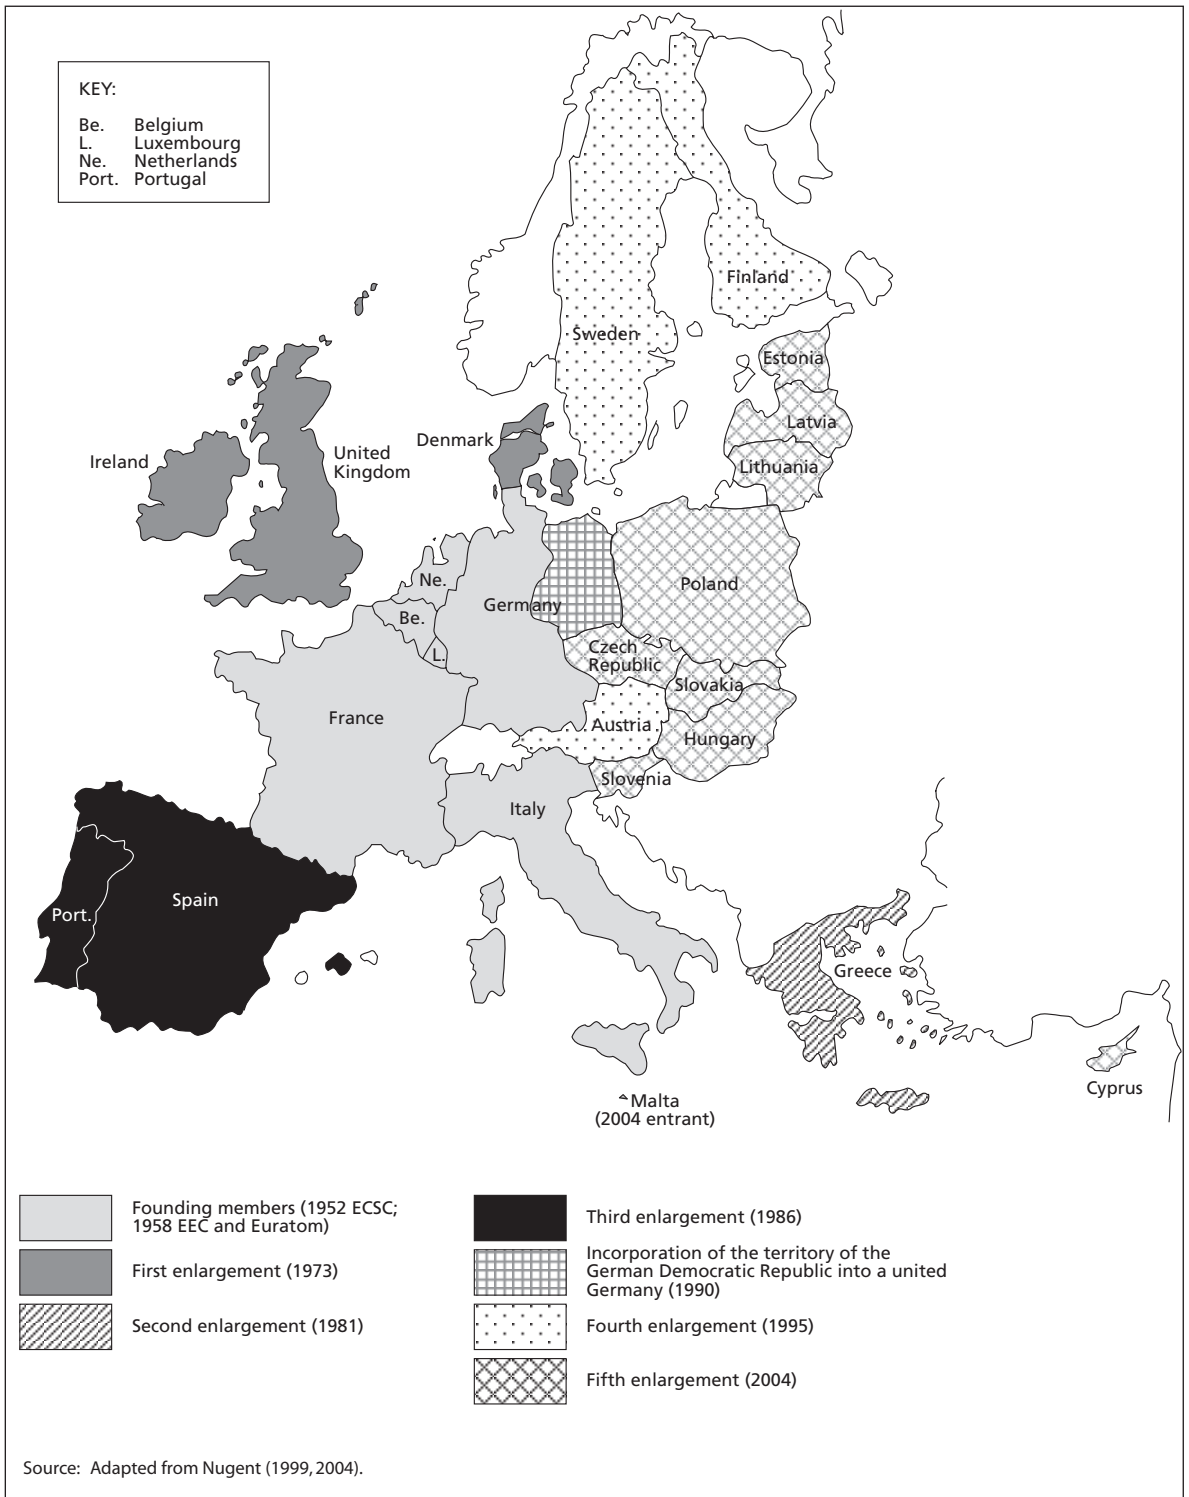 KEY:
Be. Belgium
L. Luxembourg
Ne. Netherlands
Port. Portugal
Finland
Sweden
Estonia
Latvia
Lithuania
Denmark
United
Kingdom
Ireland
Ne.
Be.
L.
Germany
Poland
Czech
Republic
Slovakia
France
Austria
Hungary
Slovenia
Italy
Spain
Port.
Greece
Cyprus
Malta
(2004 entrant)
Founding members (1952 ECSC;
1958 EEC and Euratom)
First enlargement (1973)
Second enlargement (1981)
Third enlargement (1986)
Incorporation of the territory of the
German Democratic Republic into a united
Germany (1990)
Fourth enlargement (1995)
Fifth enlargement (2004)
Source: Adapted from Nugent (1999, 2004).